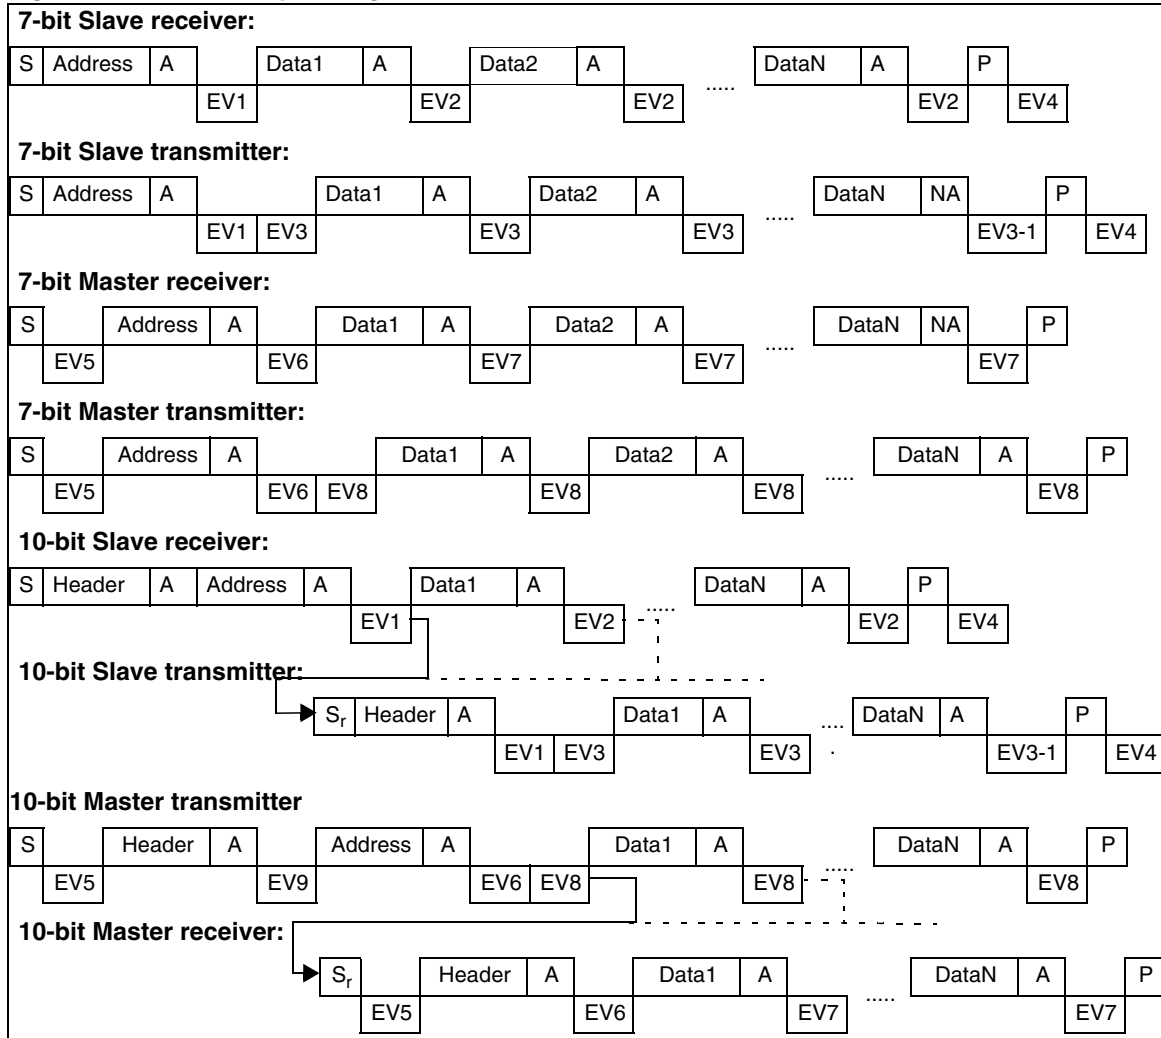 7-bit Slave receiver:
S Address A Data1 A Data2 A ..... DataN A P
EV1 EV2 EV2 EV2 EV4
7-bit Slave transmitter:
S Address A Data1 A Data2 A ..... DataN NA P
EV1 EV3 EV3 EV3 EV3-1 EV4
7-bit Master receiver:
S Address A Data1 A Data2 A ..... DataN NA P
EV5 EV6 EV7 EV7 EV7
7-bit Master transmitter:
S Address A Data1 A Data2 A ..... DataN A P
EV5 EV6 EV8 EV8 EV8 EV8
10-bit Slave receiver:
S Header A Address A Data1 A ..... DataN A P
EV1 EV2 EV2 EV4
10-bit Slave transmitter:
Sr Header A Data1 A .... DataN A P
EV1 EV3 EV3 . EV3-1 EV4
10-bit Master transmitter
S Header A Address A Data1 A ..... DataN A P
EV5 EV9 EV6 EV8 EV8 EV8
10-bit Master receiver:
Sr Header A Data1 A ..... DataN A P
EV5 EV6 EV7 EV7